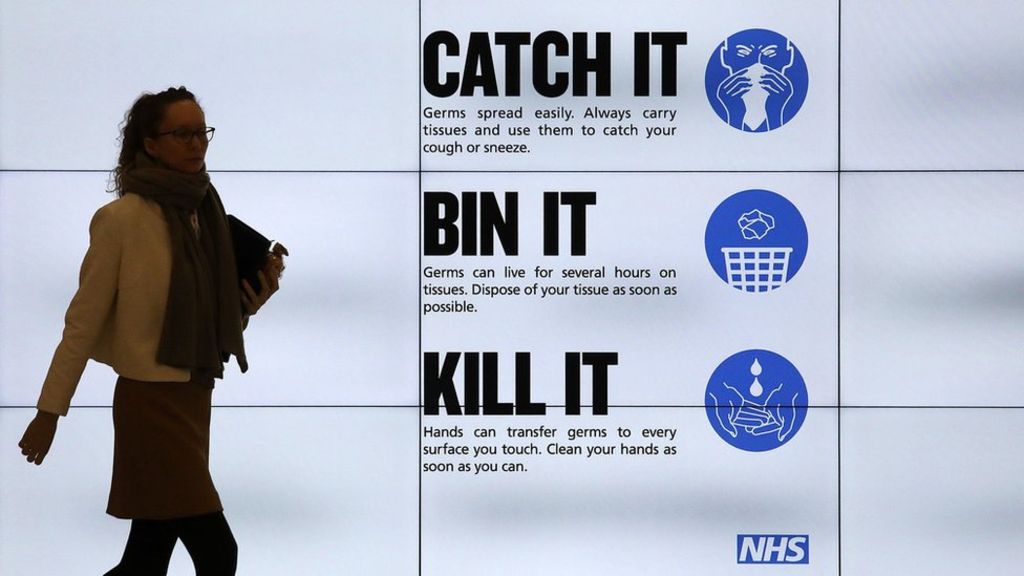 CATCH IT
Germs spread easily. Always carry
tissues and use them to catch your
cough or sneeze.
BIN IT
Germs can live for several hours on
tissues. Dispose of your tissue as soon as
possible.
KILL IT
Hands can transfer germs to every
surface you touch. Clean your hands as
soon as you can.
NHS